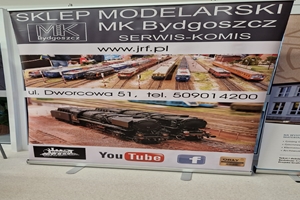 SKLEP MODELARSKI
MK MK Bydgoszcz
Bydgoszcz
SERWIS-KOMIS
www.jrf.pl
ul. Dworcowa 51, tel. 509014200
YouTube
f